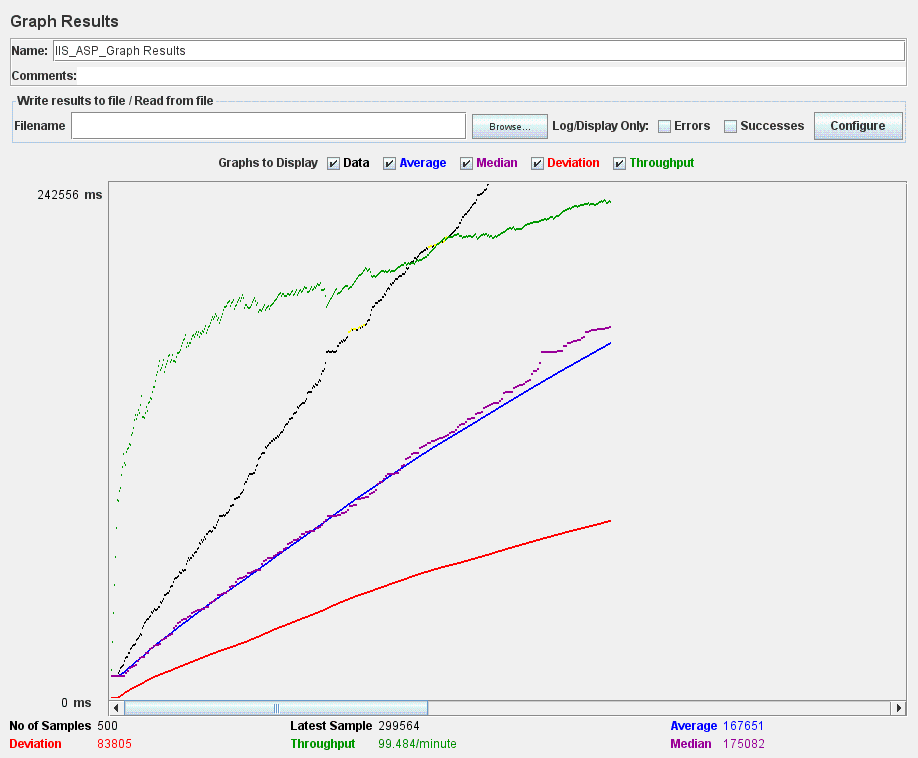 Graph Results
Name: IIS_ASP_Graph Results
Comments:
Write results to file / Read from file
Filename Browse... Log/Display Only: Errors Successes Configure
Graphs to Display Data Average Median Deviation Throughput
242556 ms
0 ms
No of Samples 500 Latest Sample 299564 Average 167651
Deviation 83805 Throughput 99.484/minute Median 175082